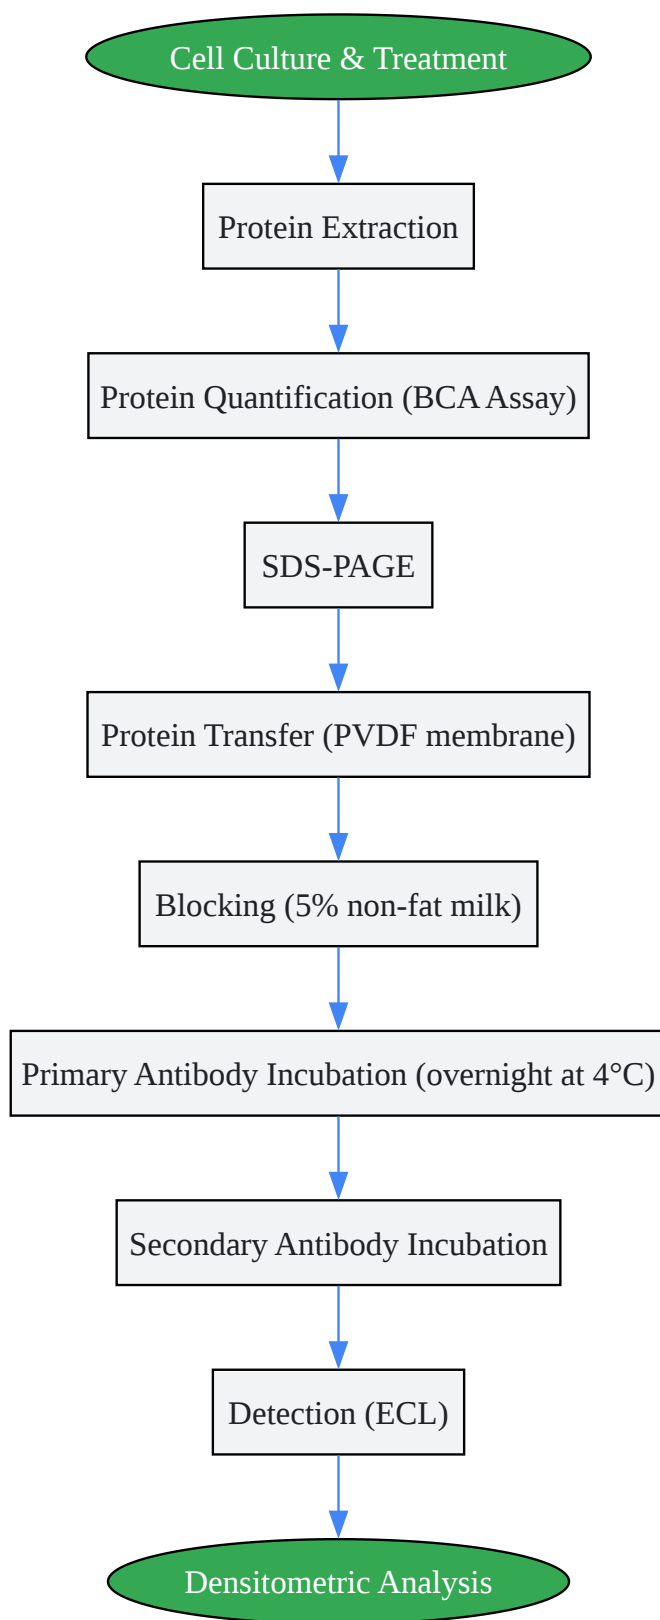 Cell Culture & Treatment
Protein Extraction
Protein Quantification (BCA Assay)
SDS-PAGE
Protein Transfer (PVDF membrane)
Blocking (5% non-fat milk)
Primary Antibody Incubation (overnight at 4°C)
Secondary Antibody Incubation
Detection (ECL)
Densitometric Analysis